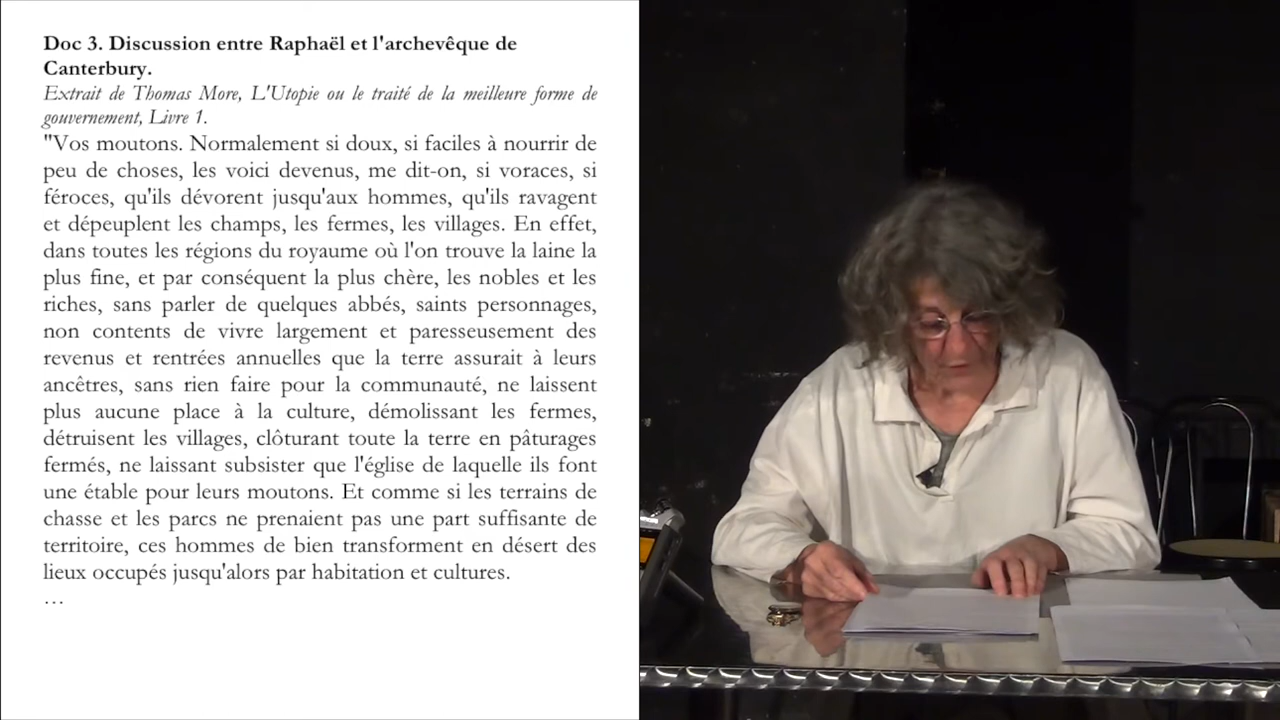 Doc 3. Discussion entre Raphaël et l'archevêque de
Canterbury.
Extrait de Thomas More, L'Utopie ou le traité de la meilleure forme de
gouvernement, Livre 1.
"Vos moutons. Normalement si doux, si faciles à nourrir de
peu de choses, les voici devenus, me dit-on, si voraces, si
féroces, qu'ils dévorent jusqu'aux hommes, qu'ils ravagent
et dépeuplent les champs, les fermes, les villages. En effet,
dans toutes les régions du royaume où l'on trouve la laine la
plus fine, et par conséquent la plus chère, les nobles et les
riches, sans parler de quelques abbés, saints personnages,
non contents de vivre largement et paresseusement des
revenus et rentrées annuelles que la terre assurait à leurs
ancêtres, sans rien faire pour la communauté, ne laissent
plus aucune place à la culture, démolissant les fermes,
détruisent les villages, clôturant toute la terre en pâturages
fermés, ne laissant subsister que l'église de laquelle ils font
une étable pour leurs moutons. Et comme si les terrains de
chasse et les parcs ne prenaient pas une part suffisante de
territoire, ces hommes de bien transforment en désert des
lieux occupés jusqu'alors par habitation et cultures.
…